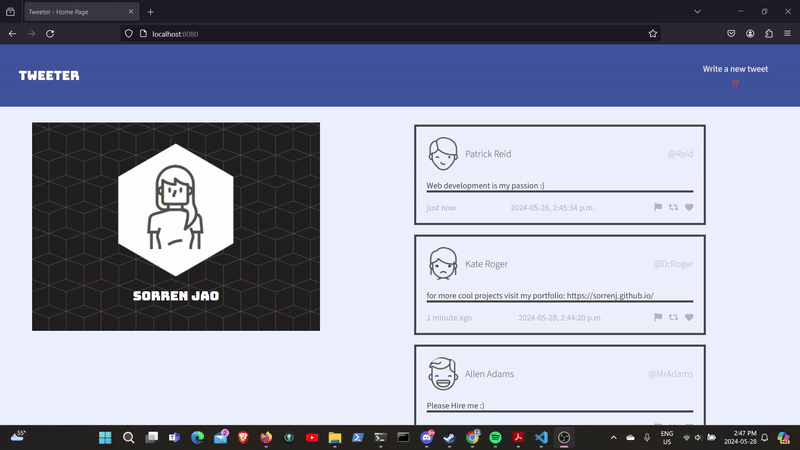 Tweeter - Home Page
localhost:8080
TWEETER
Write a new tweet
SORREN JAO
Patrick Reid
@Reid
Web development is my passion :)
just now
2024-05-28, 2:45:34 p.m.
Kate Roger
@DrRoger
for more cool projects visit my portfolio: https://sorrenj.github.io/
1 minute ago
2024-05-28, 2:44:20 p.m.
Allen Adams
@MrAdams
Please Hire me :)
55°
ENG
US
2:47 PM
2024-05-28